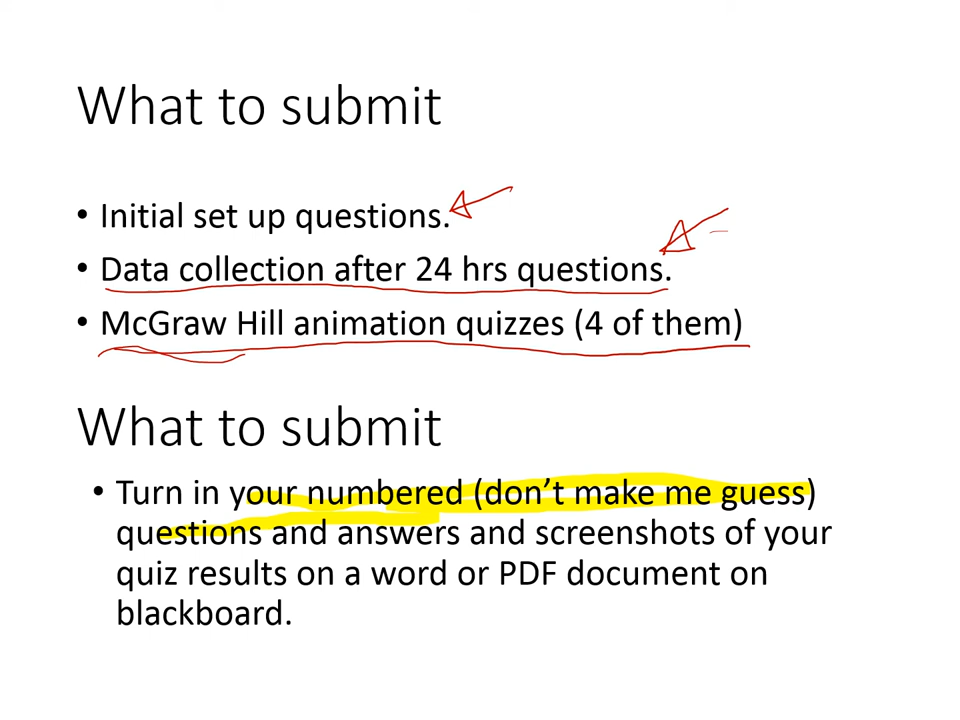 What to submit
• Initial set up questions.
• Data collection after 24 hrs questions.
• McGraw Hill animation quizzes (4 of them)
What to submit
• Turn in your numbered (don’t make me guess)
questions and answers and screenshots of your
quiz results on a word or PDF document on
blackboard.